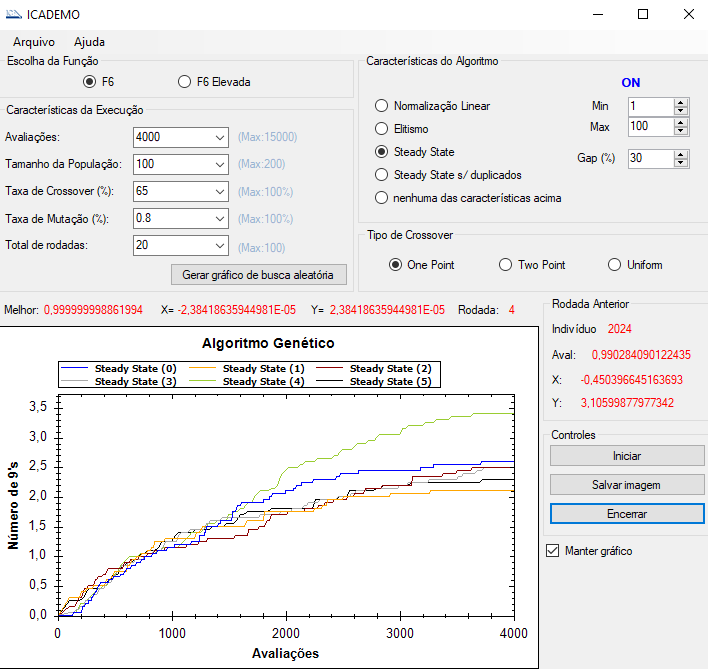 ICADEMO
Arquivo Ajuda
Escolha da Função
F6 F6 Elevada
Características da Execução
Avaliações: 4000 (Max:15000)
Tamanho da População: 100 (Max:200)
Taxa de Crossover (%): 65 (Max:100%)
Taxa de Mutação (%): 0.8 (Max:100%)
Total de rodadas: 20 (Max:100)
Gerar gráfico de busca aleatória
Características do Algoritmo
ON
Normalização Linear Min 1
Elitismo Max 100
Steady State Gap (%) 30
Steady State s/ duplicados
nenhuma das características acima
Tipo de Crossover
One Point Two Point Uniform
Melhor: 0,999999998861994 X= -2,38418635944981E-05 Y= 2,38418635944981E-05 Rodada: 4
Algoritmo Genético
Steady State (0) Steady State (1) Steady State (2)
Steady State (3) Steady State (4) Steady State (5)
Número de 9's
3,5
3,0
2,5
2,0
1,5
1,0
0,5
0,0
0 1000 2000 3000 4000
Avaliações
Rodada Anterior
Indivíduo 2024
Aval: 0,990284090122435
X: -0,450396645163693
Y: 3,10599877977342
Controles
Iniciar
Salvar imagem
Encerrar
Manter gráfico